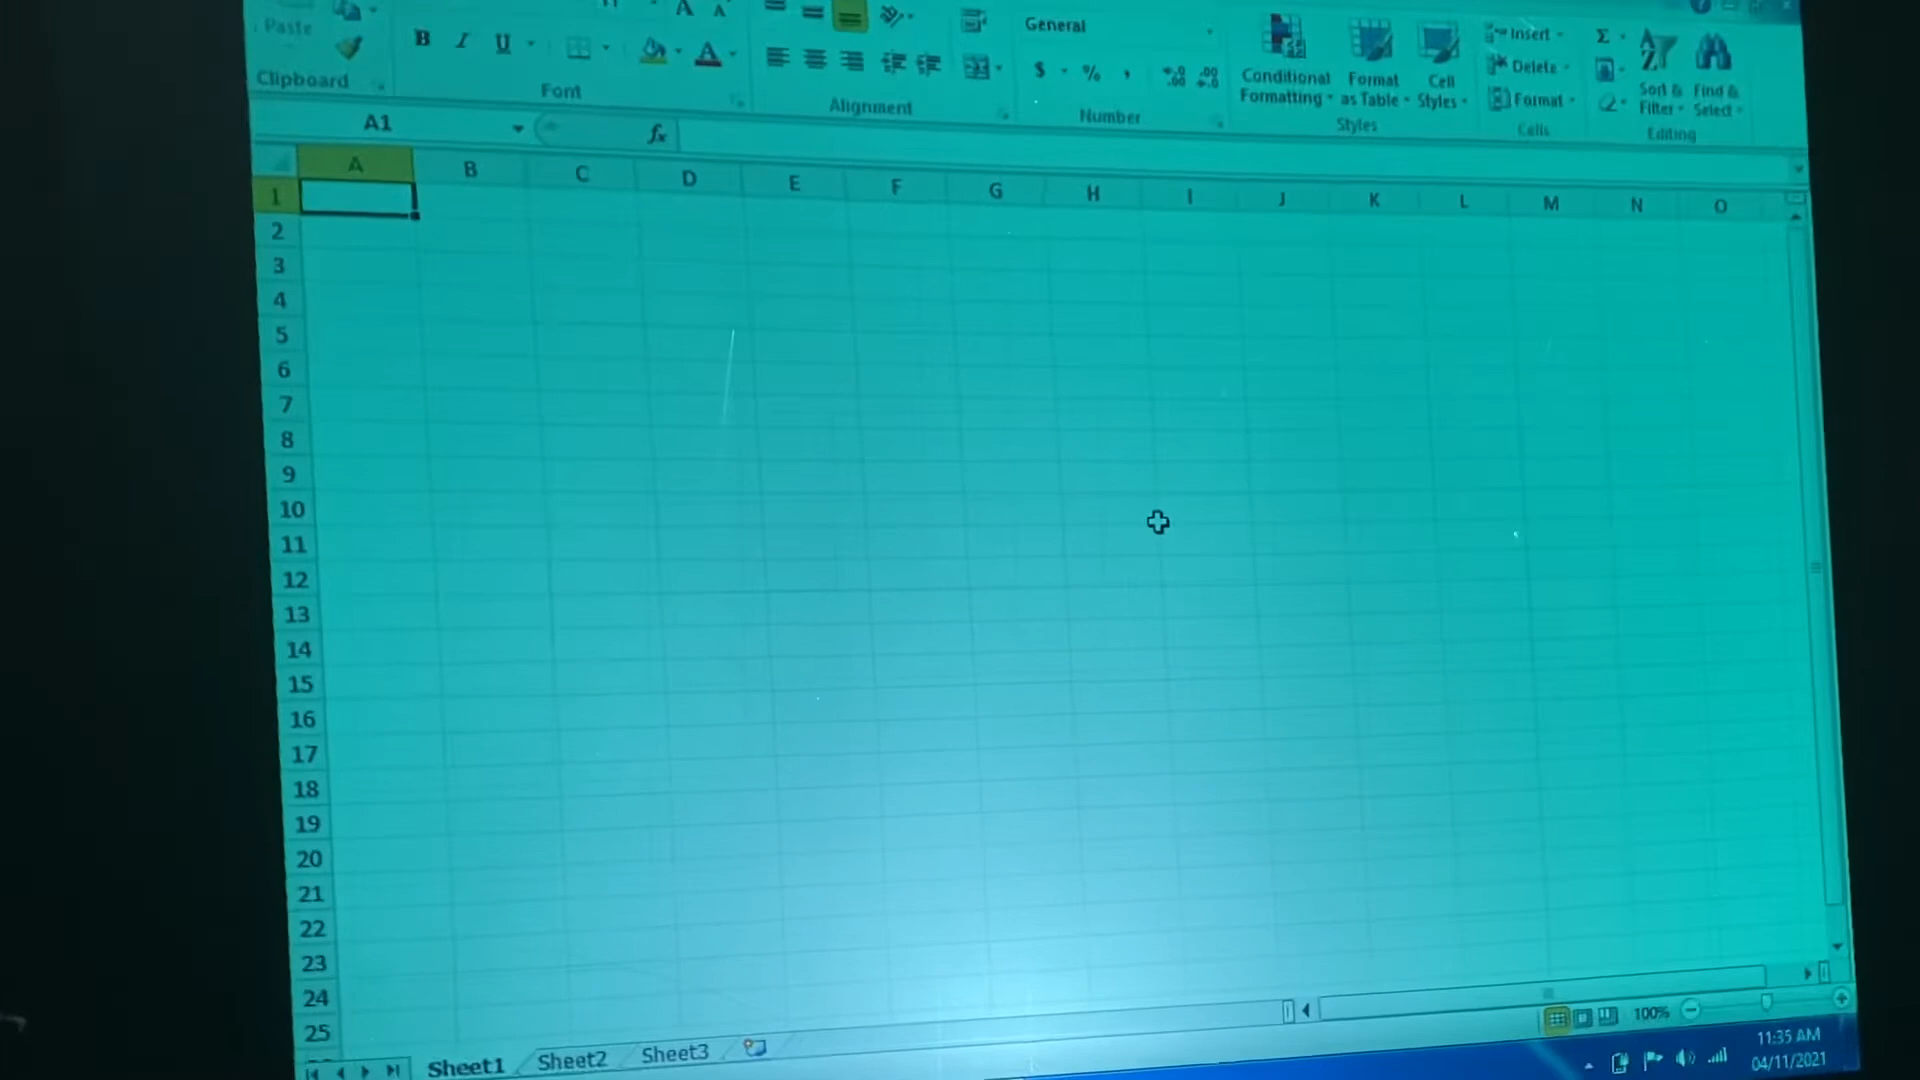 Paste
Clipboard
B I U A
Font
Alignment
General
$ % ,
Number
Conditional Formatting
Format as Table
Cell Styles
Styles
Insert
Delete
Format
Cells
Σ
Sort & Filter
Find & Select
Editing
A1
fx
A B C D E F G H I J K L M N O
1
2
3
4
5
6
7
8
9
10
11
12
13
14
15
16
17
18
19
20
21
22
23
24
25
Sheet1 Sheet2 Sheet3
100%
11:35 AM
04/11/2021